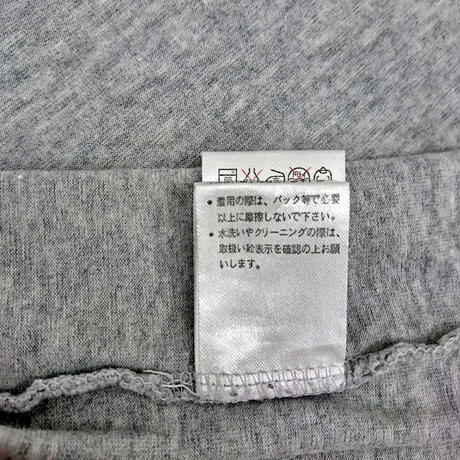 ・着用の際は、バック等で必要
以上に摩擦しないで下さい。
・水洗いやクリーニングの際は、
取扱い絵表示を確認の上お願
いします。